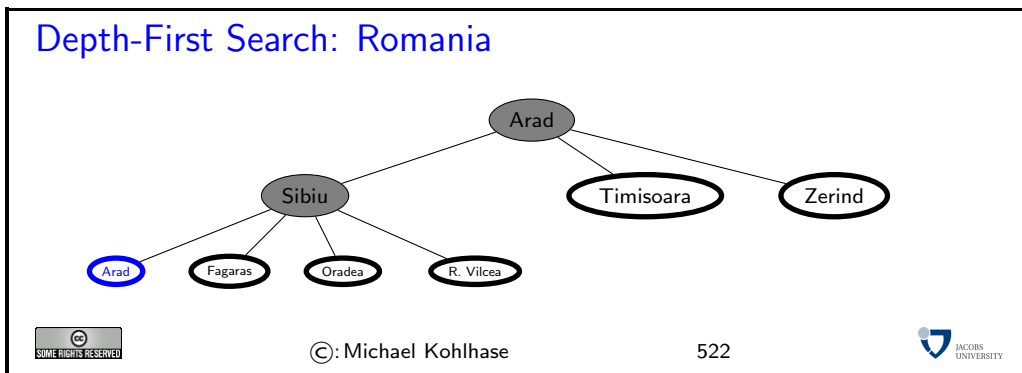 Depth-First Search: Romania
Arad
Sibiu
Timisoara
Zerind
Arad
Fagaras
Oradea
R. Vilcea
cc
SOME RIGHTS RESERVED
©: Michael Kohlhase
522
JACOBS
UNIVERSITY